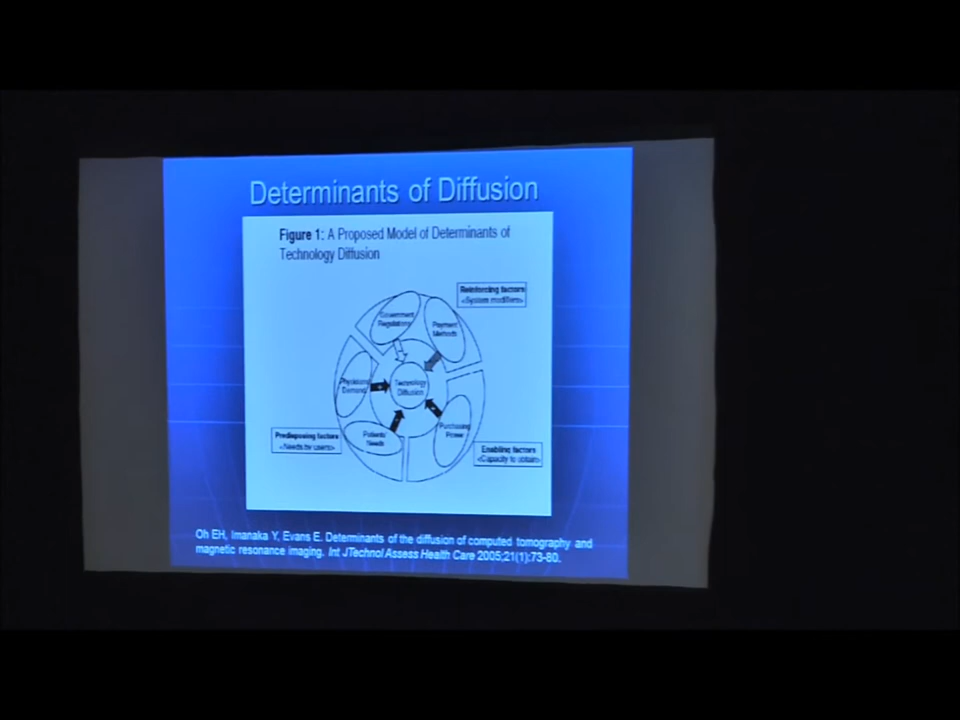 Determinants of Diffusion
Figure 1: A Proposed Model of Determinants of
Technology Diffusion
Reinforcing factors
<System modifiers>
Government
Regulations
Payment
Methods
Physicians'
Demand
Technology
Diffusion
Patients'
Needs
Purchasing
Power
Predisposing factors
<Needs by users>
Enabling factors
<Capacity to obtain>
Oh EH, Imanaka Y, Evans E. Determinants of the diffusion of computed tomography and
magnetic resonance imaging. Int JTechnol Assess Health Care 2005;21(1):73-80.